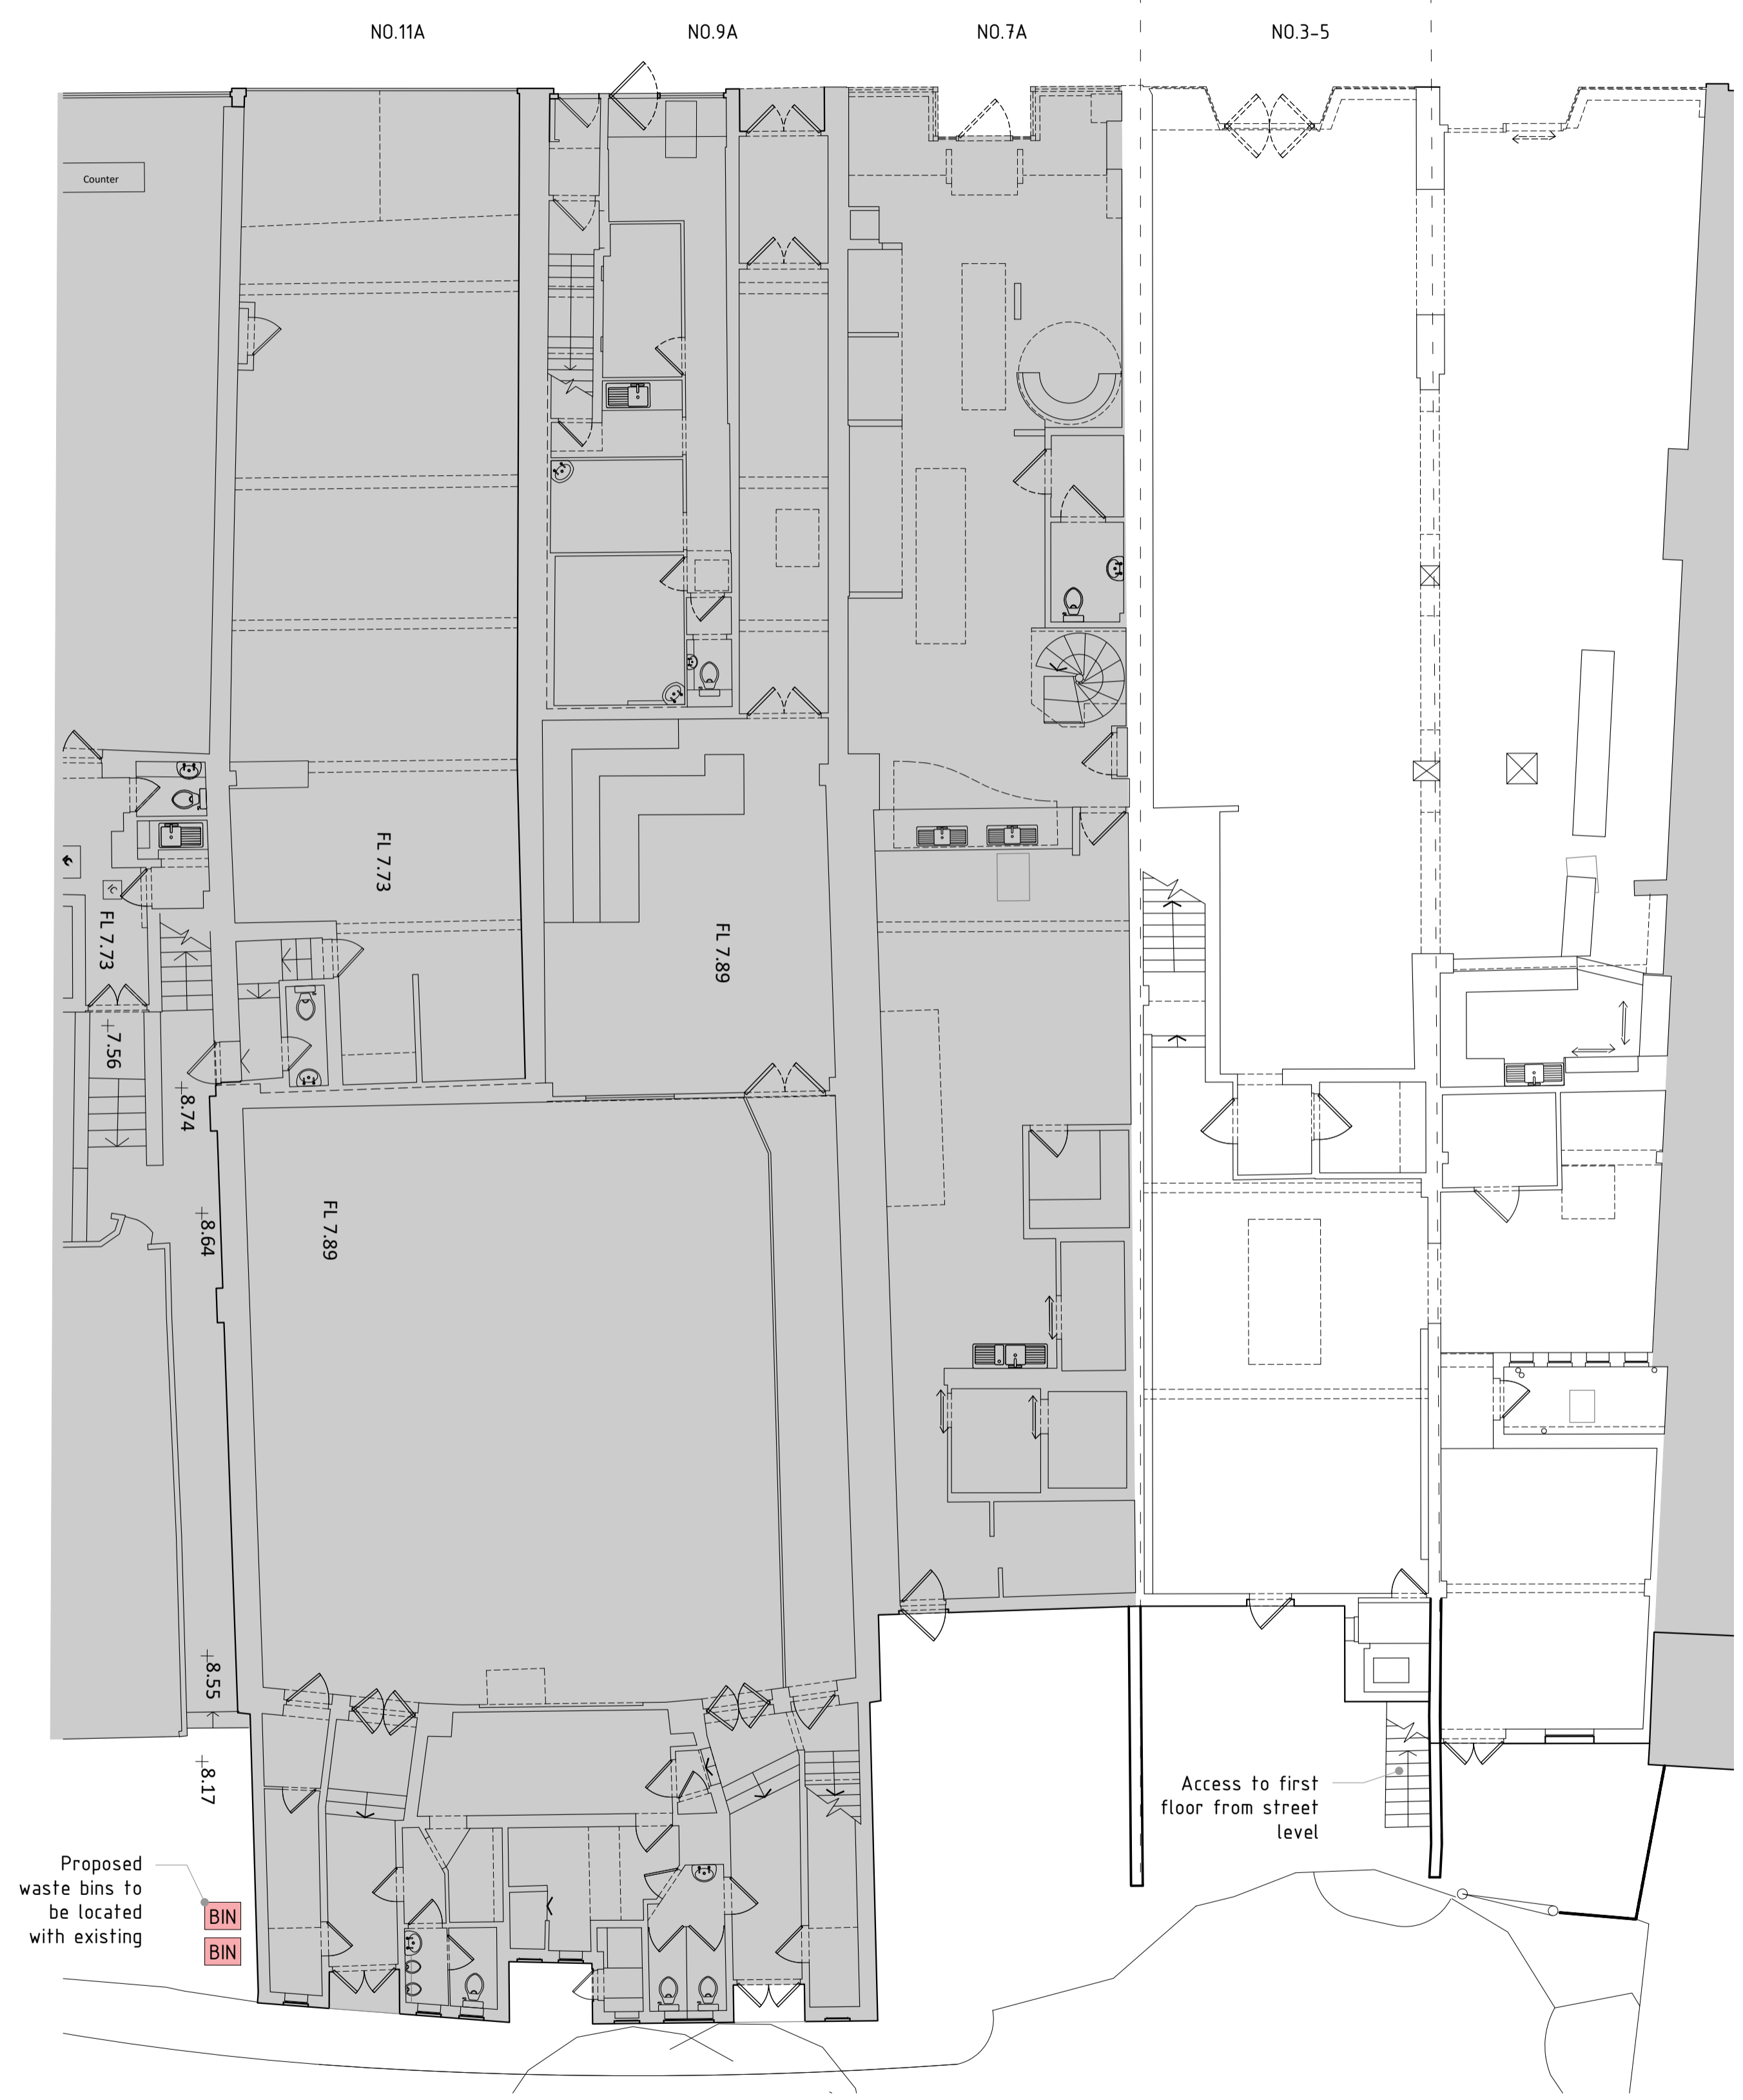 NO.11A
NO.9A
NO.7A
NO.3-5
Counter
FL 7.73
FL 7.89
FL 7.73
7.56
8.74
8.64
FL 7.89
8.55
8.17
Access to first
floor from street
level
Proposed
waste bins to
be located
with existing
BIN
BIN
IC